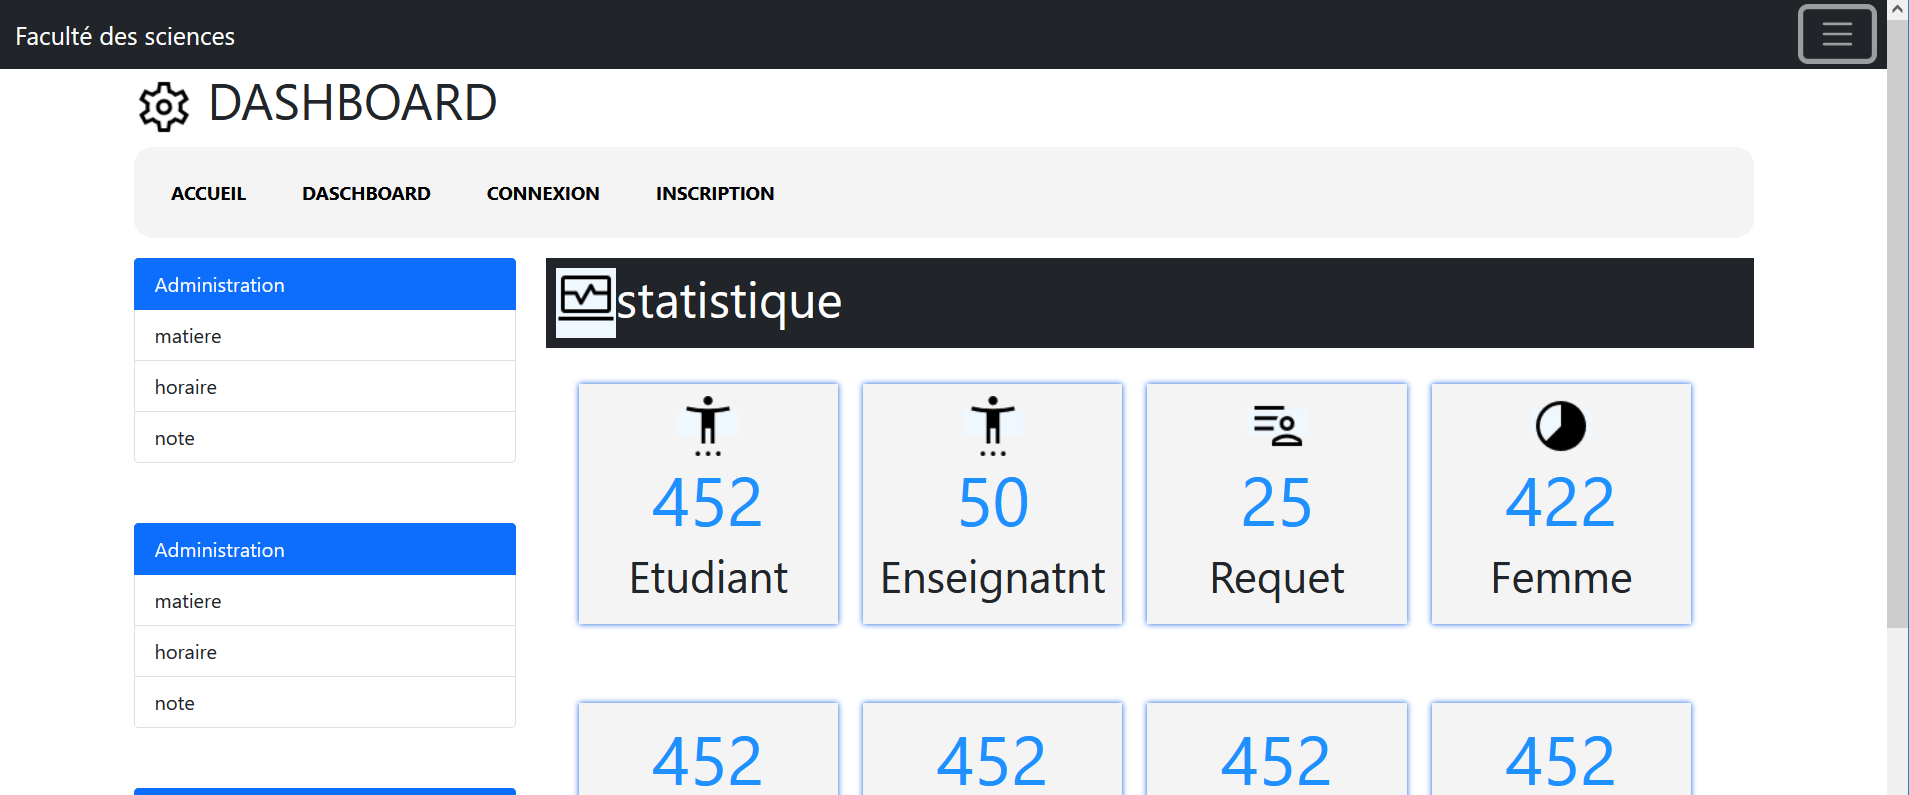 Faculté des sciences
DASHBOARD
ACCUEIL DASCHBOARD CONNEXION INSCRIPTION
Administration
matiere
horaire
note
Administration
matiere
horaire
note
statistique
452
Etudiant
50
Enseignatnt
25
Requet
422
Femme
452 452 452 452